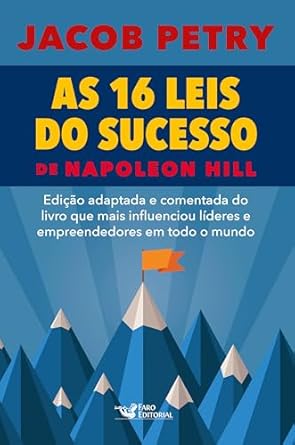 JACOB PETRY
AS 16 LEIS
DO SUCESSO
DE NAPOLEON HILL
Edição adaptada e comentada do
livro que mais influenciou líderes e
empreendedores em todo o mundo
FARO
EDITORIAL